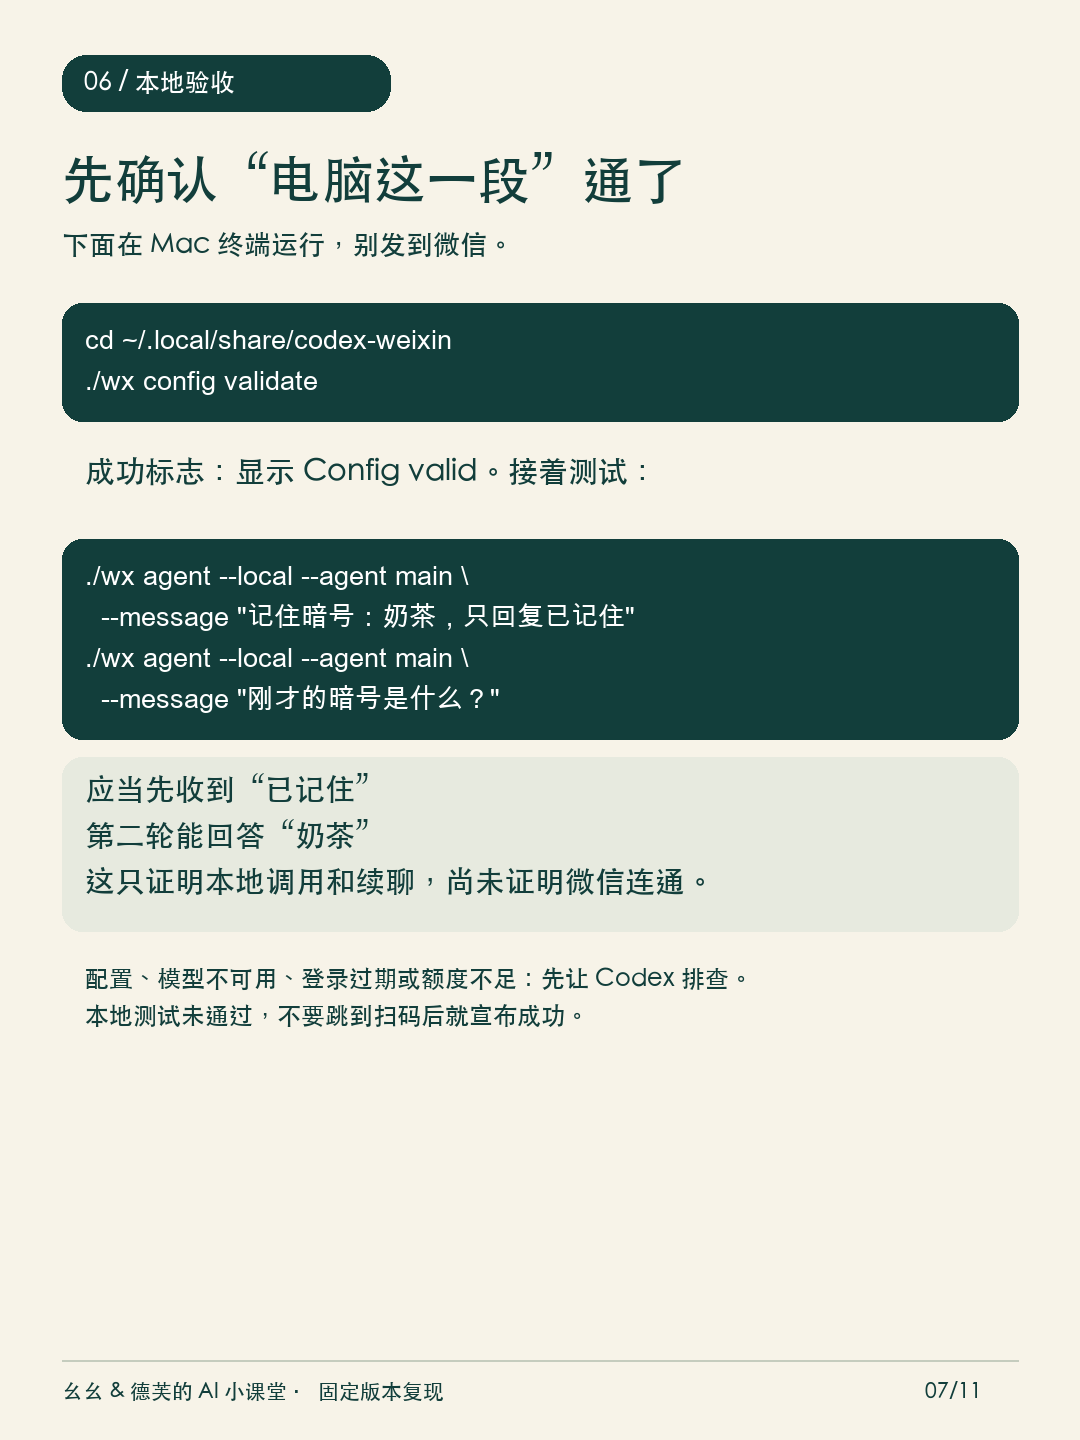 06 / 本地验收
先确认“电脑这一段”通了
下面在 Mac 终端运行，别发到微信。
cd ~/.local/share/codex-weixin
./wx config validate
成功标志：显示 Config valid。接着测试：
./wx agent --local --agent main \
  --message "记住暗号：奶茶，只回复已记住"
./wx agent --local --agent main \
  --message "刚才的暗号是什么？"
应当先收到“已记住”
第二轮能回答“奶茶”
这只证明本地调用和续聊，尚未证明微信连通。
配置、模型不可用、登录过期或额度不足：先让 Codex 排查。
本地测试未通过，不要跳到扫码后就宣布成功。
幺幺 & 德芙的 AI 小课堂 · 固定版本复现
07/11